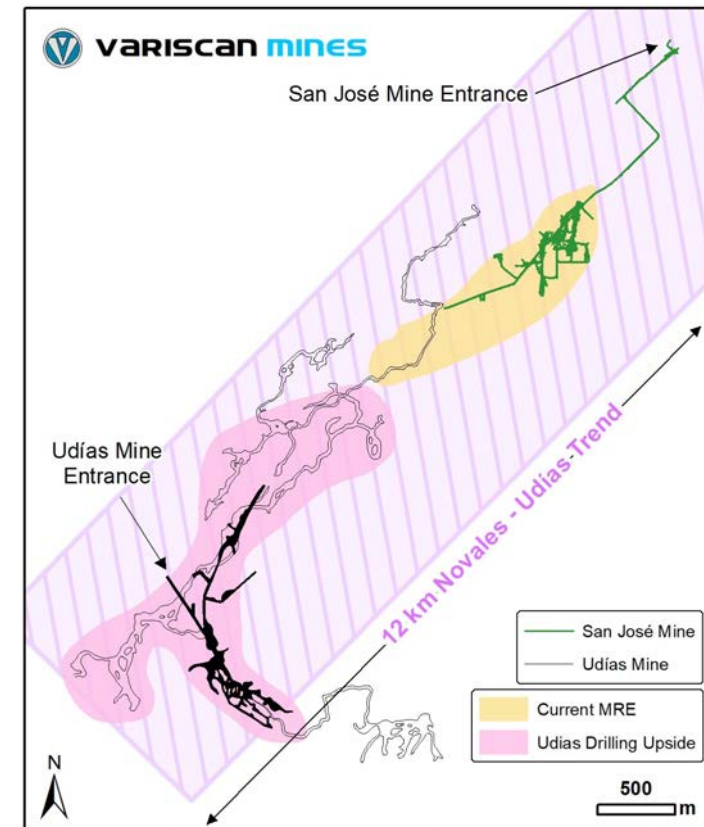 VARISCAN MINES
San José Mine Entrance
Udías Mine
Entrance
12 km Novales - Udías Trend
San José Mine
Udías Mine
Current MRE
Udias Drilling Upside
N
500
m